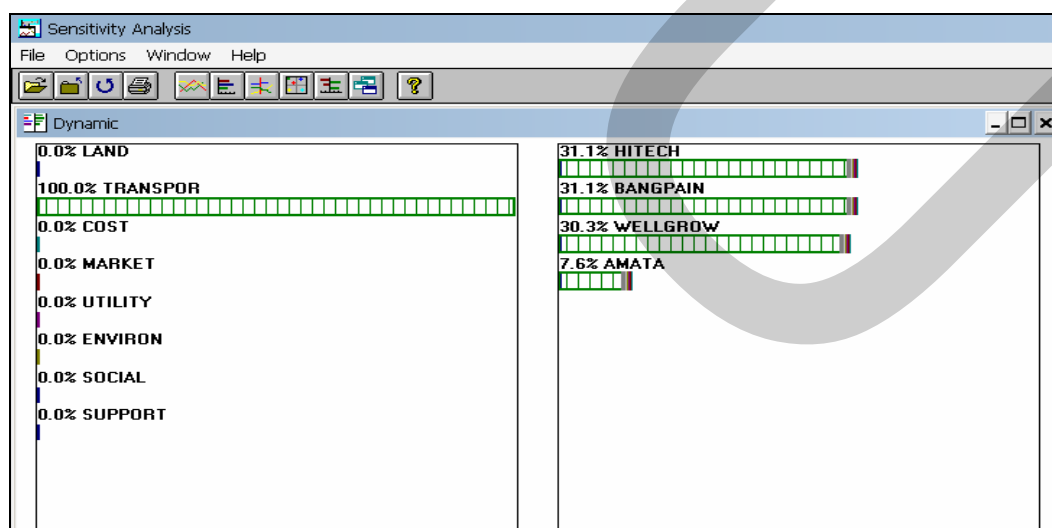 Sensitivity Analysis
File Options Window Help
Dynamic
0.0% LAND
100.0% TRANSPOR
0.0% COST
0.0% MARKET
0.0% UTILITY
0.0% ENVIRON
0.0% SOCIAL
0.0% SUPPORT
31.1% HITECH
31.1% BANGPAIN
30.3% WELLGROW
7.6% AMATA